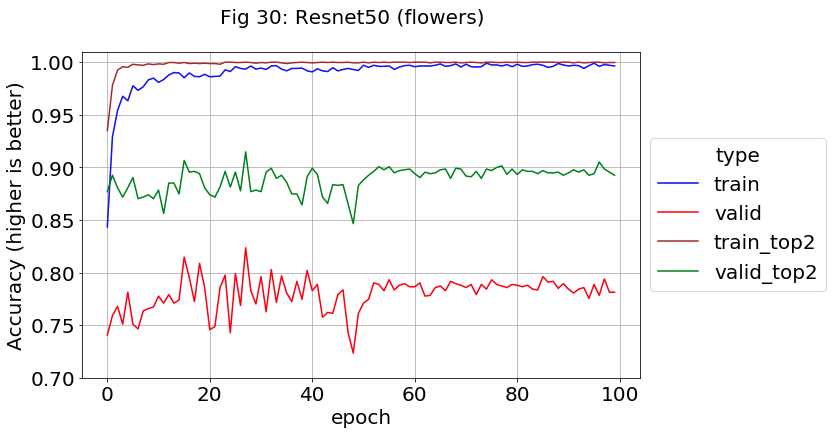 Fig 30: Resnet50 (flowers)
Accuracy (higher is better)
1.00
0.95
0.90
0.85
0.80
0.75
0.70
0
20
40
60
80
100
epoch
type
train
valid
train_top2
valid_top2